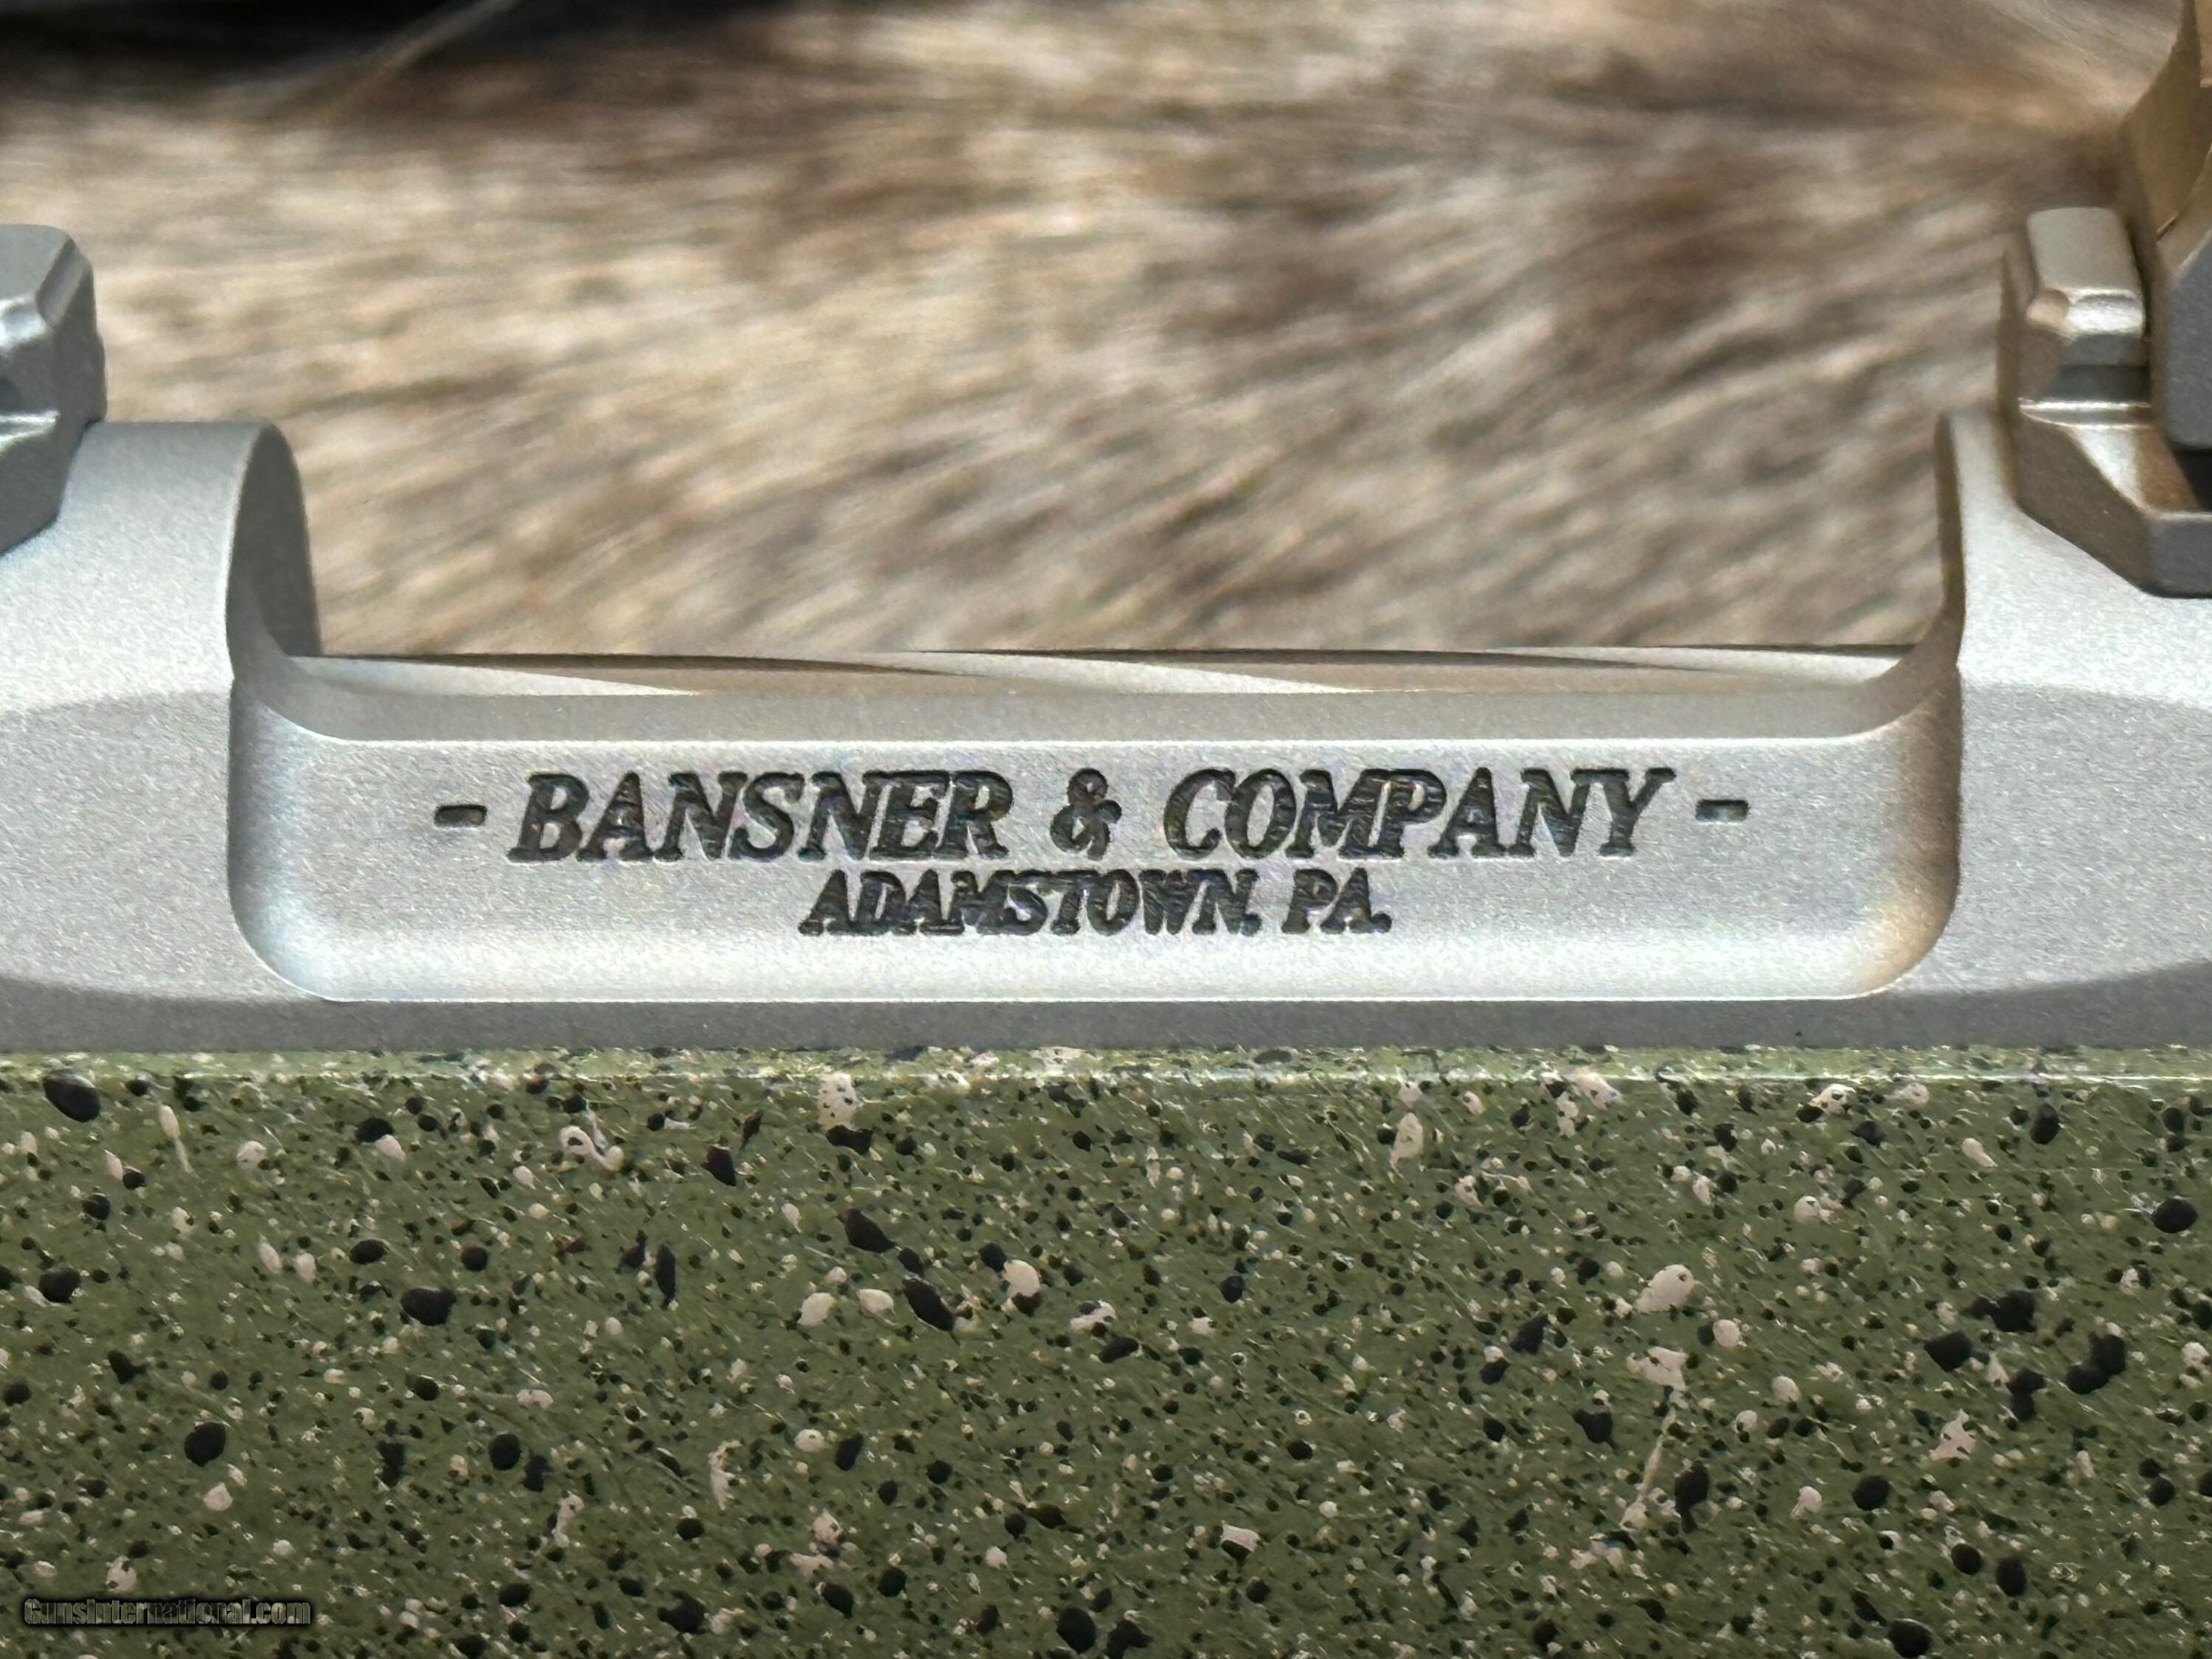 - BANSNER & COMPANY -
ADAMSTOWN, PA.
GunsInternational.com